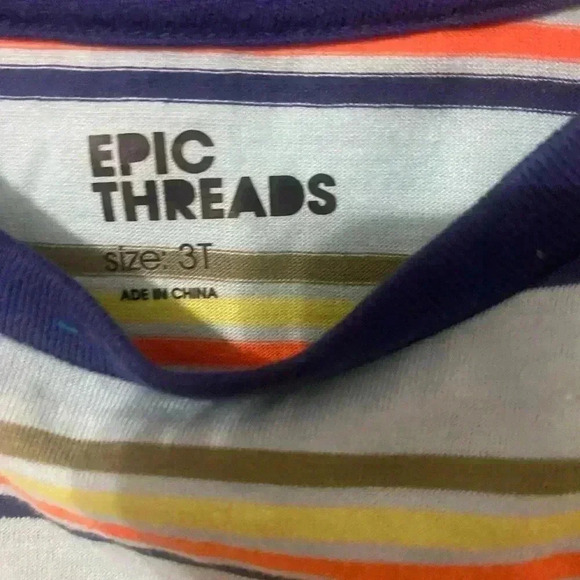 EPIC
THREADS
size: 3T
ADE IN CHINA